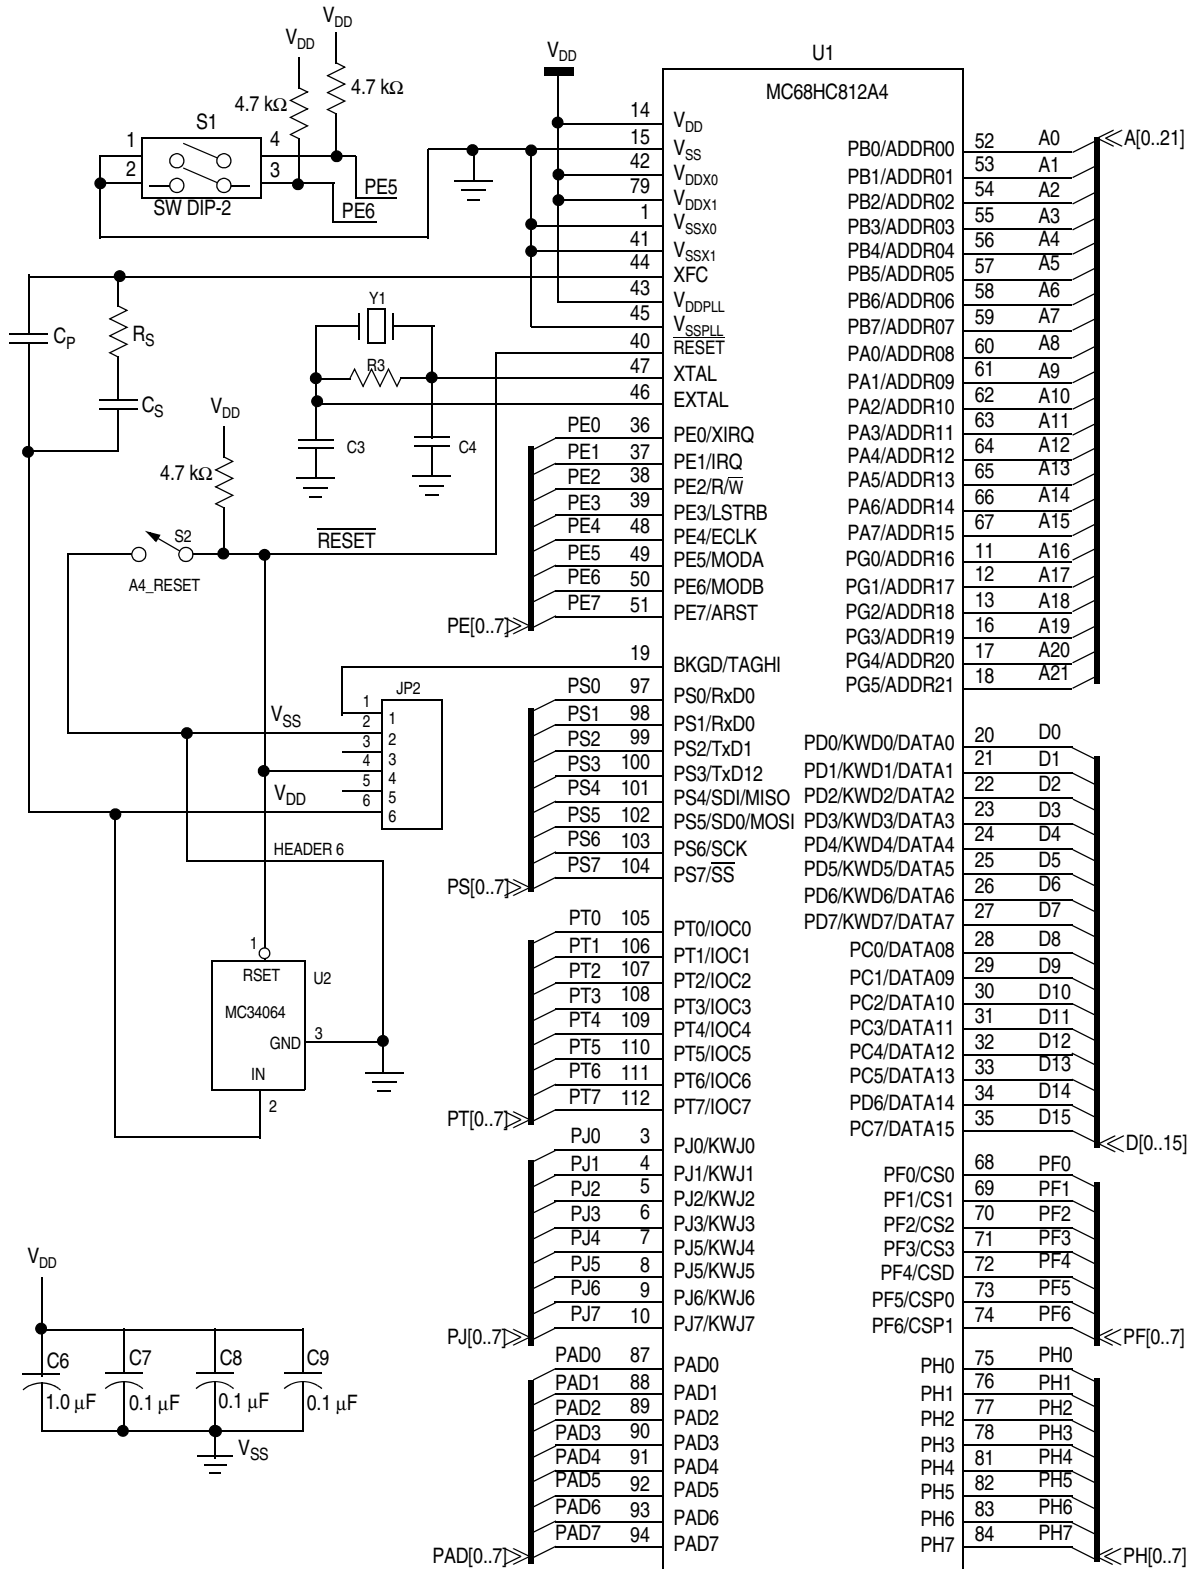 VDD
VDD
4.7 kΩ
4.7 kΩ
S1
1
4
2
3
SW DIP-2
PE5
PE6
VDD
U1
MC68HC812A4
14 VDD
15 VSS
42 VDDX0
79 VDDX1
1 VSSX0
41 VSSX1
44 XFC
43 VDDPLL
45 VSSPLL
40 RESET
47 XTAL
46 EXTAL
CP
RS
CS
Y1
R3
C3
C4
VDD
4.7 kΩ
S2
A4_RESET
RESET
PE0 36 PE0/XIRQ
PE1 37 PE1/IRQ
PE2 38 PE2/R/W
PE3 39 PE3/LSTRB
PE4 48 PE4/ECLK
PE5 49 PE5/MODA
PE6 50 PE6/MODB
PE7 51 PE7/ARST
PE[0..7]
19 BKGD/TAGHI
JP2
1 1
VSS 2 2
3 3
4 4
VDD 5 5
6 6
HEADER 6
PS0 97 PS0/RxD0
PS1 98 PS1/RxD0
PS2 99 PS2/TxD1
PS3 100 PS3/TxD12
PS4 101 PS4/SDI/MISO
PS5 102 PS5/SD0/MOSI
PS6 103 PS6/SCK
PS7 104 PS7/SS
PS[0..7]
1
RSET
U2
MC34064
GND 3
IN
2
PT0 105 PT0/IOC0
PT1 106 PT1/IOC1
PT2 107 PT2/IOC2
PT3 108 PT3/IOC3
PT4 109 PT4/IOC4
PT5 110 PT5/IOC5
PT6 111 PT6/IOC6
PT7 112 PT7/IOC7
PT[0..7]
PJ0 3 PJ0/KWJ0
PJ1 4 PJ1/KWJ1
PJ2 5 PJ2/KWJ2
PJ3 6 PJ3/KWJ3
PJ4 7 PJ5/KWJ4
PJ5 8 PJ5/KWJ5
PJ6 9 PJ6/KWJ6
PJ7 10 PJ7/KWJ7
PJ[0..7]
PAD0 87 PAD0
PAD1 88 PAD1
PAD2 89 PAD2
PAD3 90 PAD3
PAD4 91 PAD4
PAD5 92 PAD5
PAD6 93 PAD6
PAD7 94 PAD7
PAD[0..7]
VDD
C6
1.0 µF
C7
0.1 µF
C8
0.1 µF
C9
0.1 µF
VSS
PB0/ADDR00 52 A0
A[0..21]
PB1/ADDR01 53 A1
PB2/ADDR02 54 A2
PB3/ADDR03 55 A3
PB4/ADDR04 56 A4
PB5/ADDR05 57 A5
PB6/ADDR06 58 A6
PB7/ADDR07 59 A7
PA0/ADDR08 60 A8
PA1/ADDR09 61 A9
PA2/ADDR10 62 A10
PA3/ADDR11 63 A11
PA4/ADDR12 64 A12
PA5/ADDR13 65 A13
PA6/ADDR14 66 A14
PA7/ADDR15 67 A15
PG0/ADDR16 11 A16
PG1/ADDR17 12 A17
PG2/ADDR18 13 A18
PG3/ADDR19 16 A19
PG4/ADDR20 17 A20
PG5/ADDR21 18 A21
PD0/KWD0/DATA0 20 D0
PD1/KWD1/DATA1 21 D1
PD2/KWD2/DATA2 22 D2
PD3/KWD3/DATA3 23 D3
PD4/KWD4/DATA4 24 D4
PD5/KWD5/DATA5 25 D5
PD6/KWD6/DATA6 26 D6
PD7/KWD7/DATA7 27 D7
PC0/DATA08 28 D8
PC1/DATA09 29 D9
PC2/DATA10 30 D10
PC3/DATA11 31 D11
PC4/DATA12 32 D12
PC5/DATA13 33 D13
PD6/DATA14 34 D14
PC7/DATA15 35 D15
D[0..15]
PF0/CS0 68 PF0
PF1/CS1 69 PF1
PF2/CS2 70 PF2
PF3/CS3 71 PF3
PF4/CSD 72 PF4
PF5/CSP0 73 PF5
PF6/CSP1 74 PF6
PF[0..7]
PH0 75 PH0
PH1 76 PH1
PH2 77 PH2
PH3 78 PH3
PH4 81 PH4
PH5 82 PH5
PH6 83 PH6
PH7 84 PH7
PH[0..7]